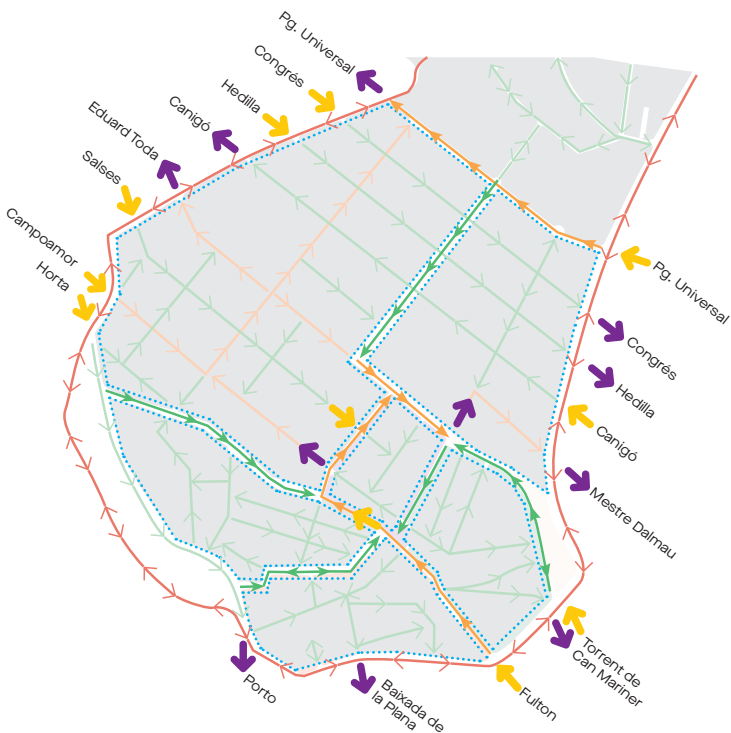 Pg. Universal
Congrés
Hedilla
Canigó
Eduard Toda
Salses
Campoamor
Horta
Pg. Universal
Congrés
Hedilla
Canigó
Mestre Dalmau
Torrent de
Can Mariner
Fulton
Baixada de
la Plana
Porto